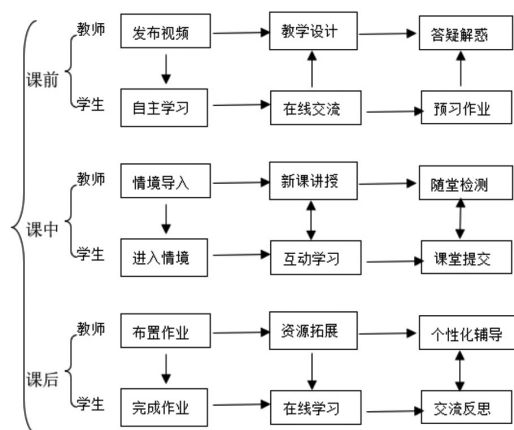 教师 发布视频 教学设计 答疑解惑
课前
学生 自主学习 在线交流 预习作业
教师 情境导入 新课讲授 随堂检测
课中
学生 进入情境 互动学习 课堂提交
教师 布置作业 资源拓展 个性化辅导
课后
学生 完成作业 在线学习 交流反思